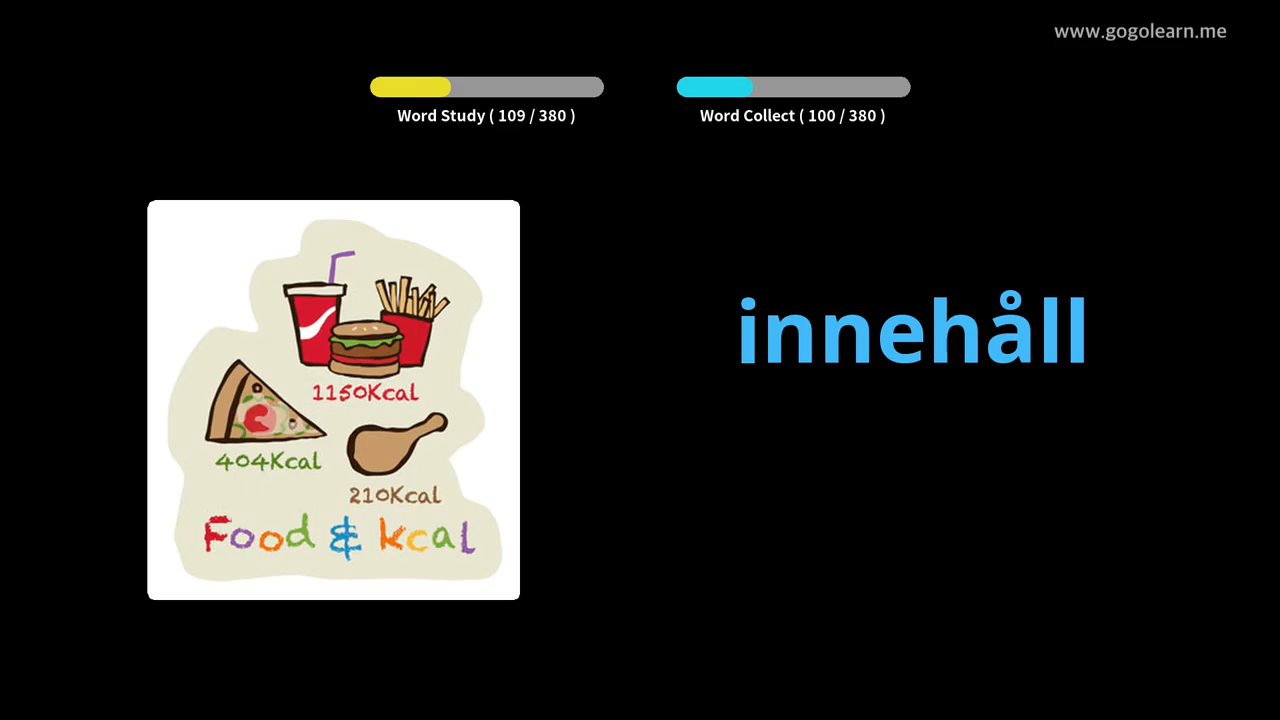 www.gogolearn.me
Word Study ( 109 / 380 )
Word Collect ( 100 / 380 )
innehåll
1150Kcal
404Kcal
210Kcal
Food & kcal